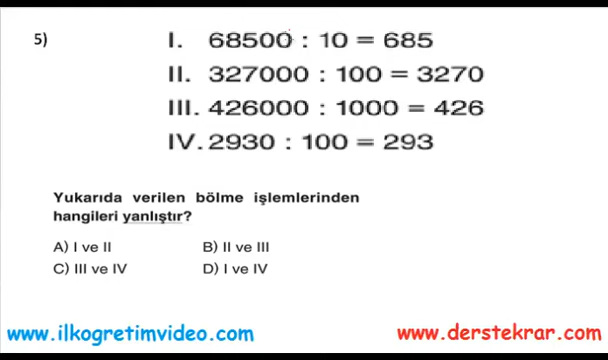 5)
I. 68500 : 10 = 685
II. 327000 : 100 = 3270
III. 426000 : 1000 = 426
IV. 2930 : 100 = 293
Yukarıda verilen bölme işlemlerinden
hangileri yanlıştır?
A) I ve II B) II ve III
C) III ve IV D) I ve IV
www.ilkogretimvideo.com www.derstekrar.com